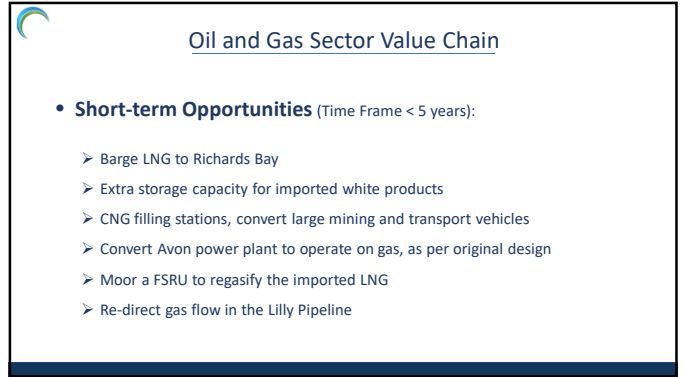 Oil and Gas Sector Value Chain
• Short-term Opportunities (Time Frame < 5 years):
➢ Barge LNG to Richards Bay
➢ Extra storage capacity for imported white products
➢ CNG filling stations, convert large mining and transport vehicles
➢ Convert Avon power plant to operate on gas, as per original design
➢ Moor a FSRU to regasify the imported LNG
➢ Re-direct gas flow in the Lilly Pipeline